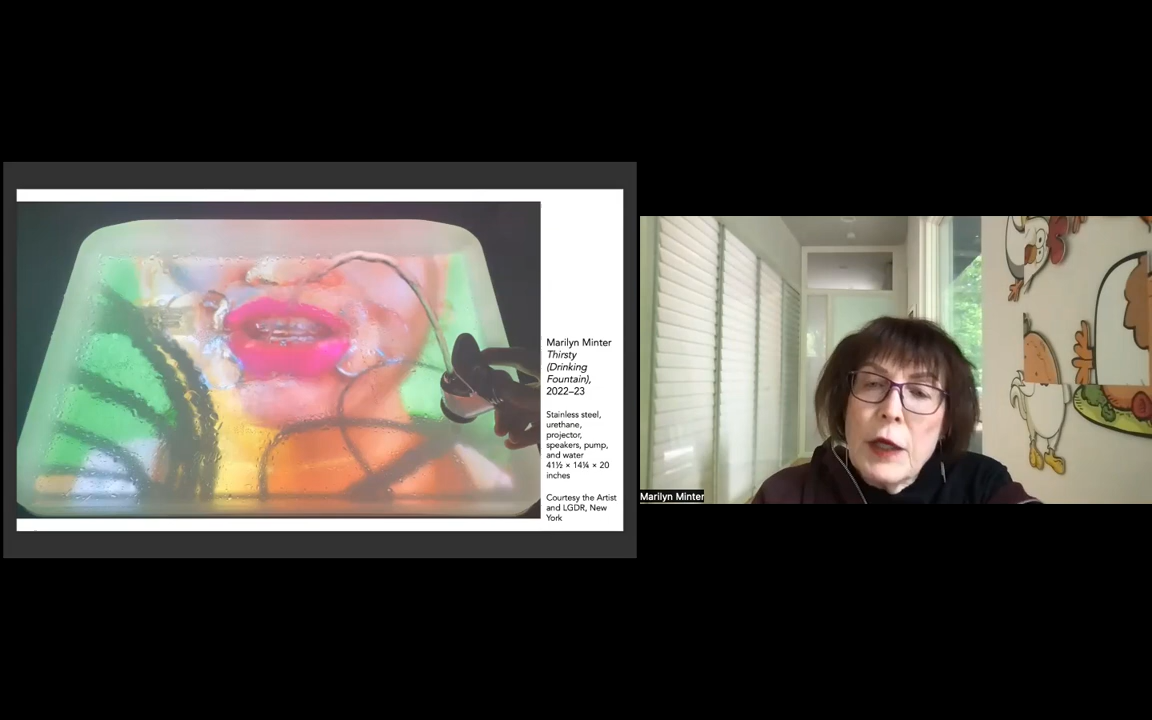 Marilyn Minter
Thirsty
(Drinking
Fountain),
2022–23
Stainless steel,
urethane,
projector,
speakers, pump,
and water
41½ × 14¼ × 20
inches
Courtesy the Artist
and LGDR, New
York
Marilyn Minter